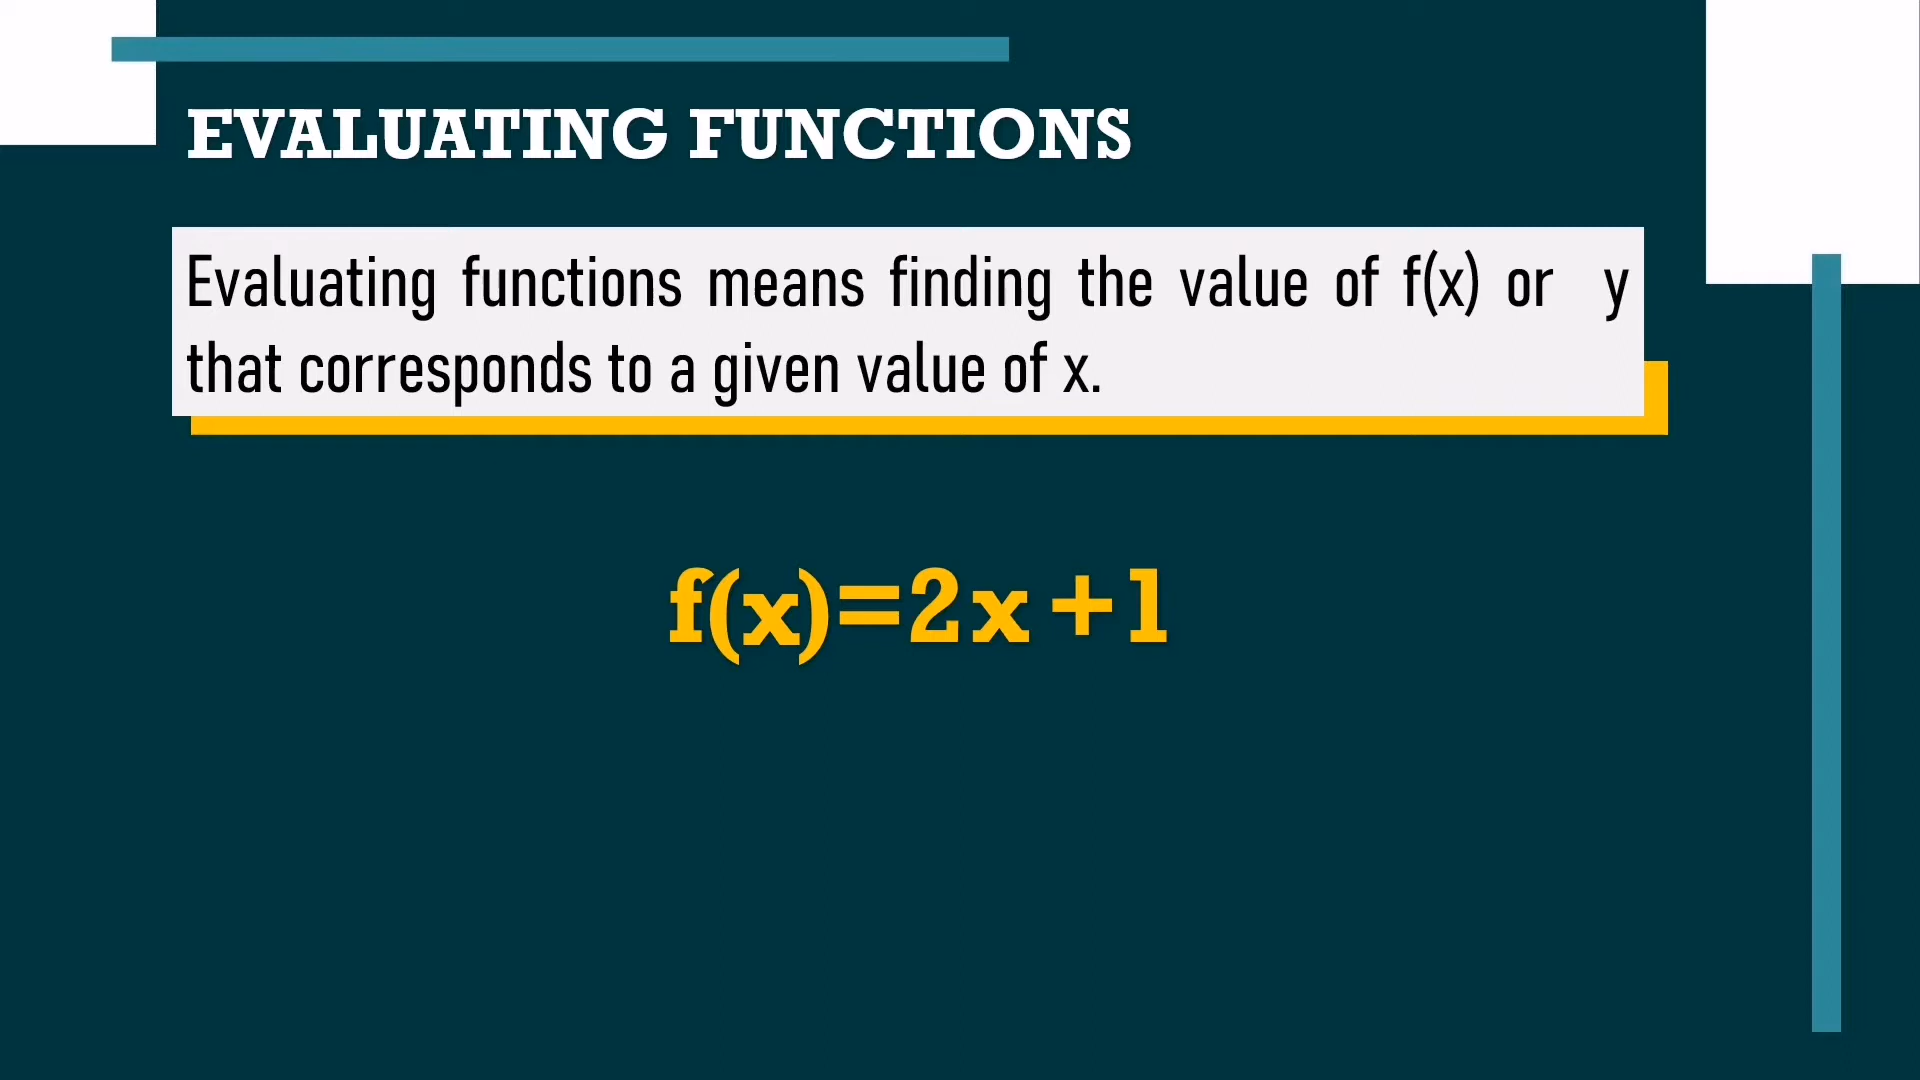 EVALUATING FUNCTIONS
Evaluating functions means finding the value of f(x) or y
that corresponds to a given value of x.
f(x)=2x+1